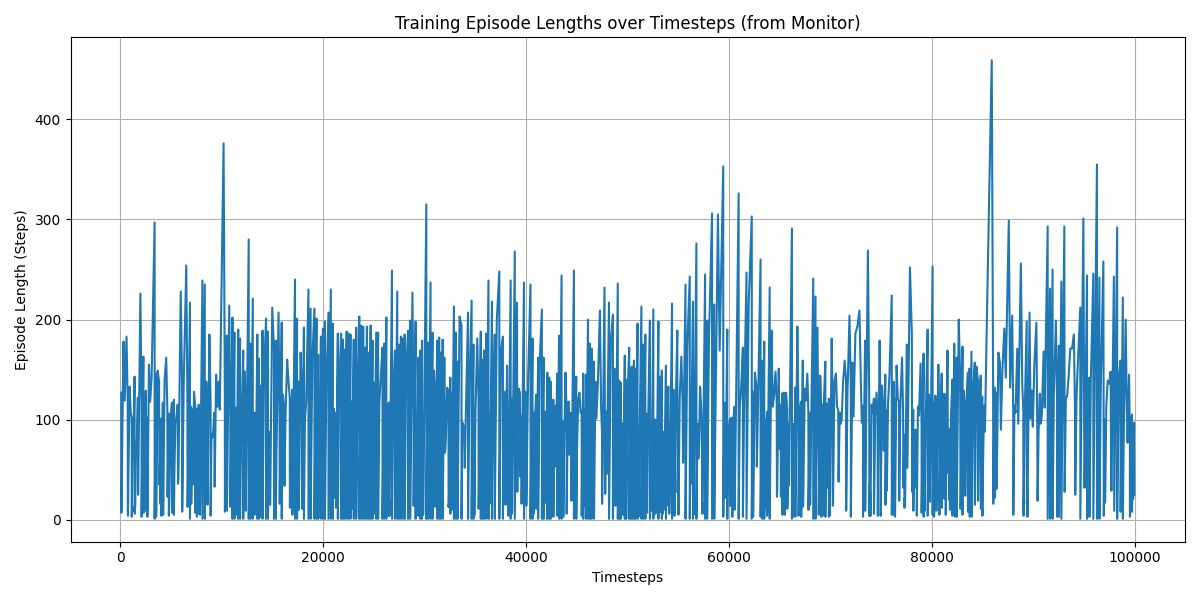 Training Episode Lengths over Timesteps (from Monitor)
Episode Length (Steps)
400
300
200
100
0
0 20000 40000 60000 80000 100000
Timesteps